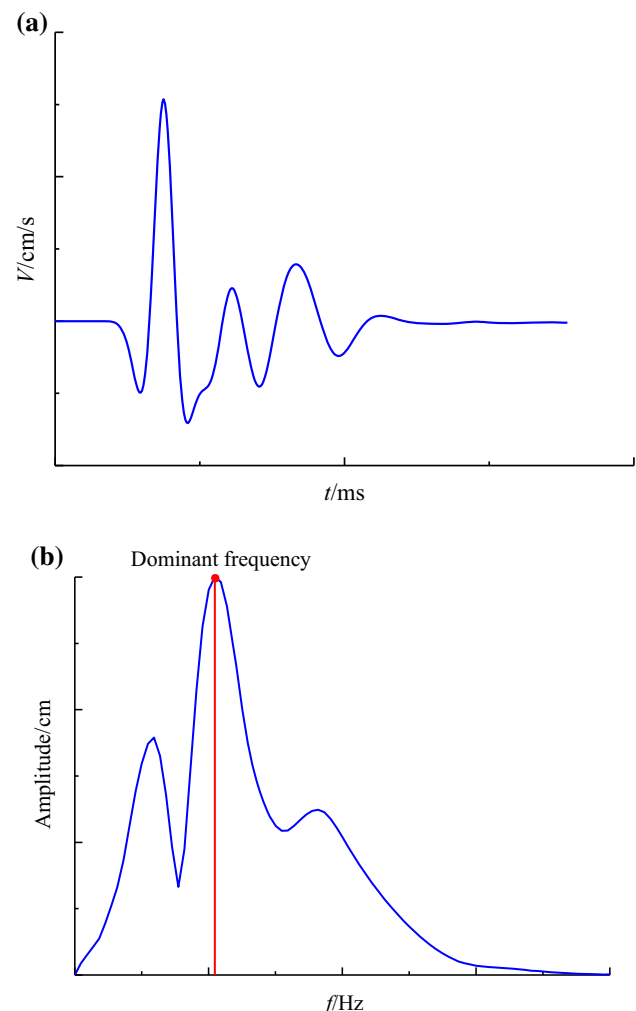 (a)
V/cm/s
t/ms
(b)
Dominant frequency
Amplitude/cm
f/Hz